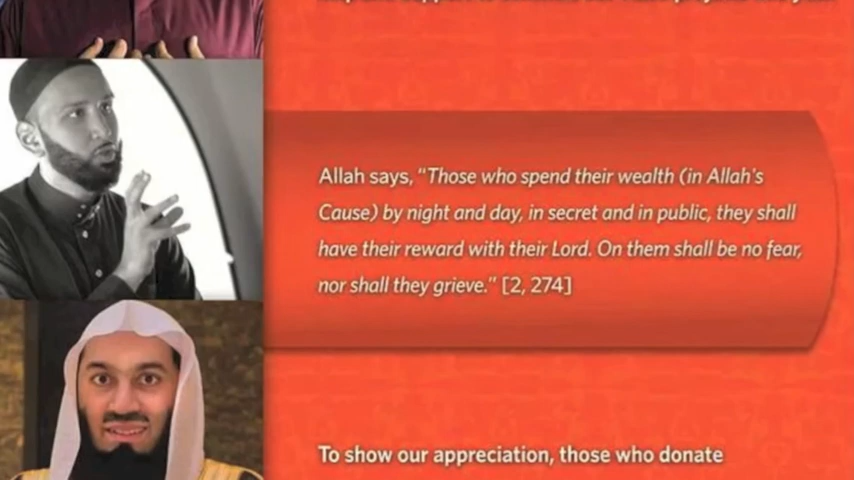 Allah says, "Those who spend their wealth (in Allah's
Cause) by night and day, in secret and in public, they shall
have their reward with their Lord. On them shall be no fear,
nor shall they grieve." [2, 274]
To show our appreciation, those who donate